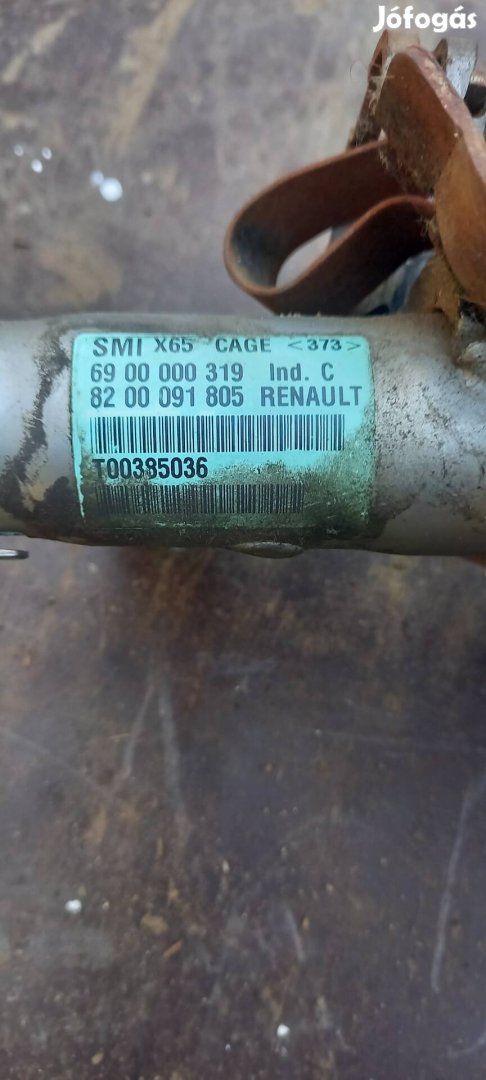 Jófogás
SMI X65 CAGE <373>
69 00 000 319 Ind. C
82 00 091 805 RENAULT
T00385036